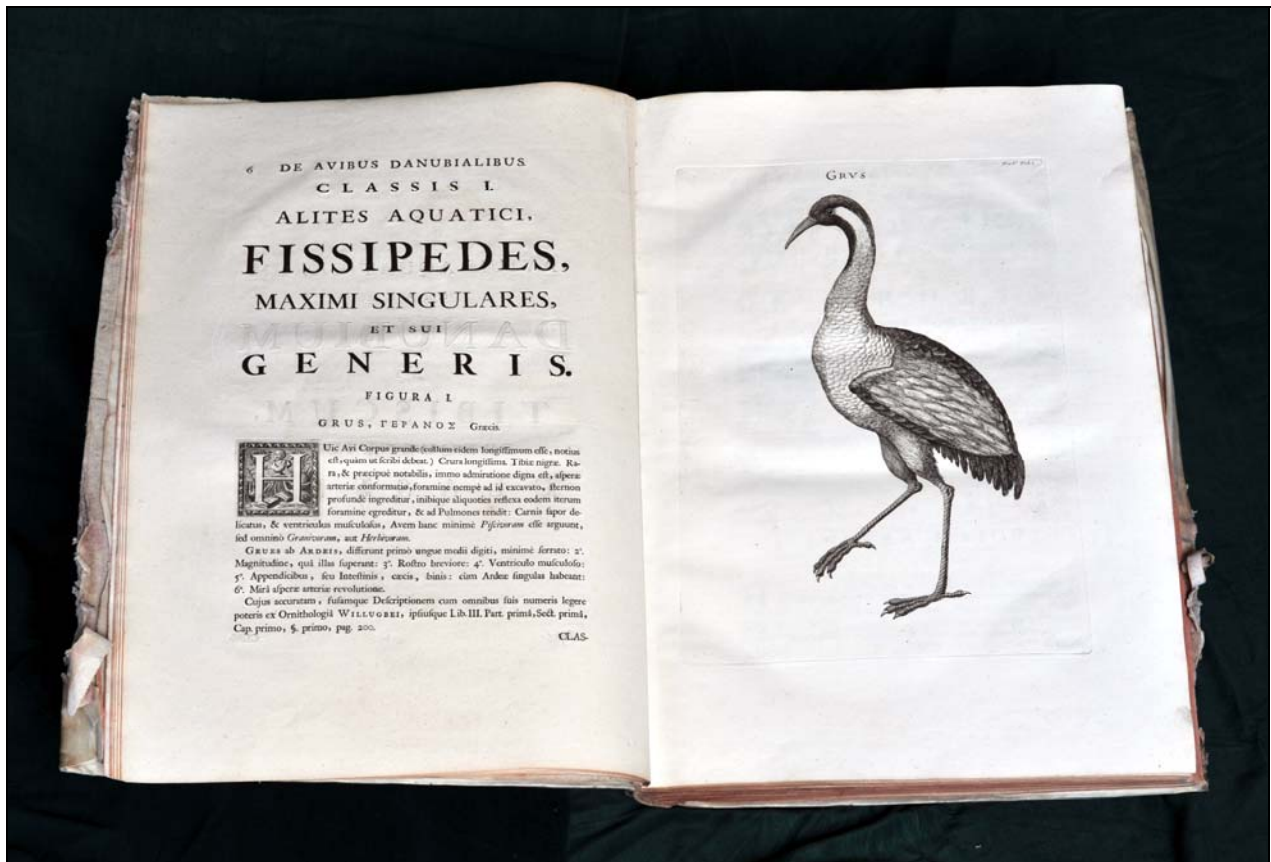 6 DE AVIBUS DANUBIALIBUS.
CLASSIS I.
ALITES AQUATICI,
FISSIPEDES,
MAXIMI SINGULARES,
ET SUI
GENERIS.
FIGURA I.
GRUS, ΓΕΡΑΝΟΣ Græcis.
HUic Avi Corpus grande (collum eidem longiſſimum eſſe, notius
eſt, quàm ut ſcribi debeat.) Crura longiſſima. Tibiæ nigræ. Ra-
ra, & præcipuè notabilis, immo admiratione digna eſt, aſperæ
arteriæ conformatio, foramine nempè ad id excavato, ſternon
profundè ingreditur, inibique aliquoties reflexa eodem iterum
foramine egreditur, & ad Pulmones tendit: Carnis ſapor de-
licatus, & ventriculus muſculoſus, Avem hanc minimè Piſcivoram eſſe arguunt,
ſed omninò Granivoram, aut Herbivoram.
GRUES ab ARDEIS, differunt primò ungue medii digiti, minimè ſerrato: 2°.
Magnitudine, quâ illas ſuperant: 3°. Roſtro breviore: 4°. Ventriculo muſculoſo:
5°. Appendicibus, ſeu Inteſtinis, cæcis, binis: cùm Ardeæ ſingulas habeant:
6°. Mirâ aſperæ arteriæ revolutione.
Cujus accuratam, fuſamque Deſcriptionem cum omnibus ſuis numeris legere
poteris ex Ornithologiâ WILLUGBEI, ipſiuſque Lib. III. Part. primâ, Sect. primâ,
Cap. primo, §. primo, pag. 200.
CLAS-
GRVS